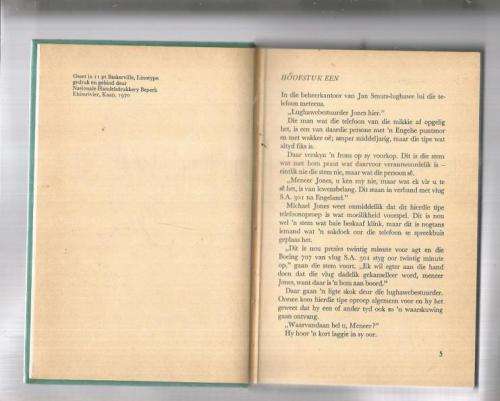 Geset in 11 pt Baskerville, Linotype
gedruk en gebind deur
Nasionale Handelsdrukkery Beperk
Elsiesrivier, Kaap, 1970
HOOFSTUK EEN
In die beheerkantoor van Jan Smuts-lughawe lui die te-
lefoon meteens.
„Lughawebestuurder Jones hier."
Die man wat die telefoon van die mikkie af opgelig
het, is een van daardie persone met 'n Engelse puntsnor
en met wakker oë; amper middeljarig, maar die tipe wat
altyd fiks is.
Daar verskyn 'n frons op sy voorkop. Dit is die stem
wat met hom praat wat daarvoor verantwoordelik is –
eintlik nie die stem nie, maar wat die persoon sê.
„Meneer Jones, u ken my nie, maar wat ek vir u te
sê het, is van lewensbelang. Dit staan in verband met vlug
S.A. 301 na Engeland."
Michael Jones weet onmiddellik dat dit hierdie tipe
telefoonoproep is wat moeilikheid voorspel. Dit is nou
wel 'n stem wat baie beskaaf klink, maar dit is nogtans
iemand wat 'n sakdoek oor die telefoon se spreekbuis
geplaas het.
„Dit is nou presies twintig minute voor agt en die
Boeing 707 van vlug S.A. 301 styg oor twintig minute
op," gaan die stem voort. „Ek wil egter aan die hand
doen dat die vlug dadelik gekanselleer word, meneer
Jones, want daar is 'n bom aan boord."
Daar gaan 'n ligte skok deur die lughawebestuurder.
Oornee kom hierdie tipe oproep algemeen voor en hy het
geweet dat hy een of ander tyd ook so 'n waarskuwing
gaan ontvang.
„Waarvandaan bel u, Meneer?"
Hy hoor 'n kort laggie in sy oor.
5